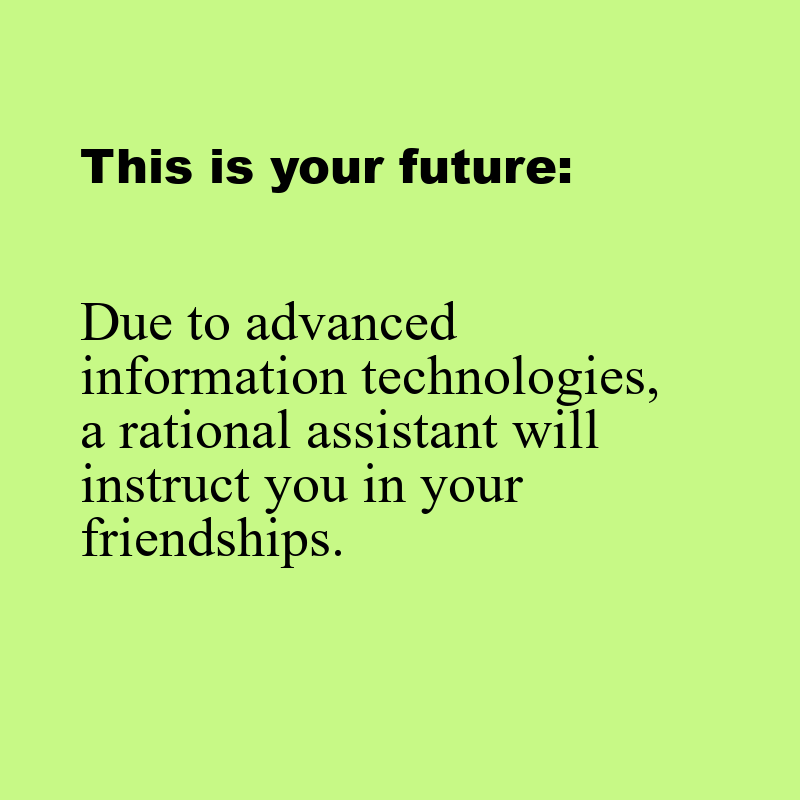 This is your future:
Due to advanced
information technologies,
a rational assistant will
instruct you in your
friendships.